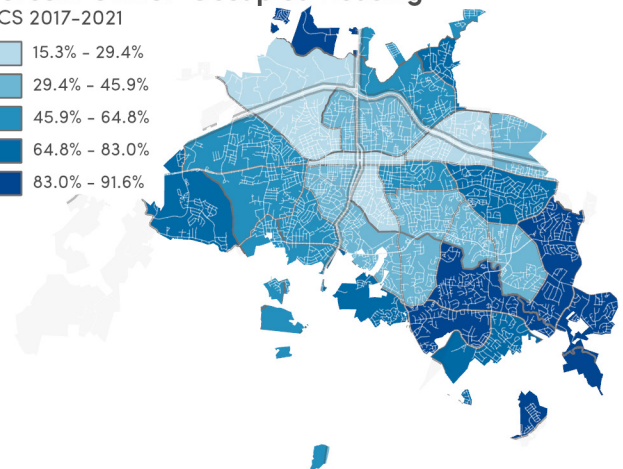 CS 2017-2021
15.3% - 29.4%
29.4% - 45.9%
45.9% - 64.8%
64.8% - 83.0%
83.0% - 91.6%